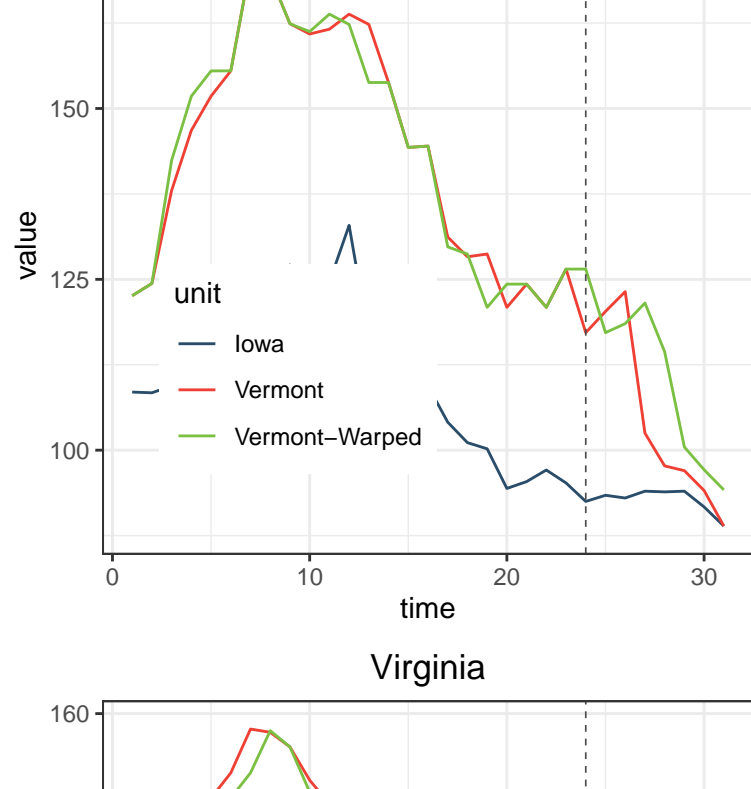 150
125
100
value
unit
Iowa
Vermont
Vermont−Warped
0 10 20 30
time
Virginia
160